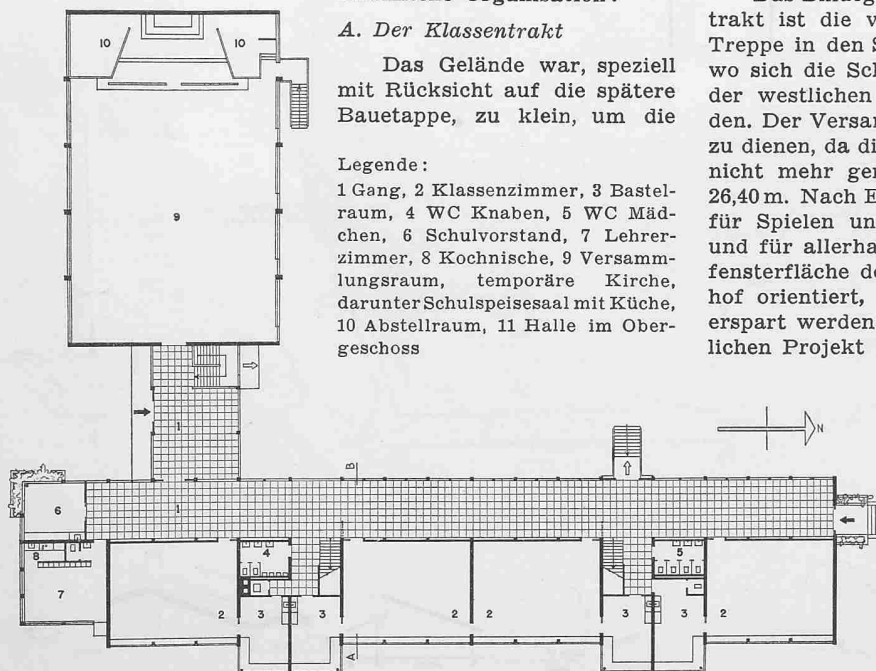 A. Der Klassentrakt
Das Gelände war, speziell
mit Rücksicht auf die spätere
Bauetappe, zu klein, um die
Legende:
1 Gang, 2 Klassenzimmer, 3 Bastel-
raum, 4 WC Knaben, 5 WC Mäd-
chen, 6 Schulvorstand, 7 Lehrer-
zimmer, 8 Kochnische, 9 Versamm-
lungsraum, temporäre Kirche,
darunter Schulspeisesaal mit Küche,
10 Abstellraum, 11 Halle im Ober-
geschoss
trakt ist die v
Treppe in den S
wo sich die Sch
der westlichen
den. Der Versar
zu dienen, da di
nicht mehr ger
26,40 m. Nach E
für Spielen un
und für allerha
fensterfläche de
hof orientiert,
erspart werden
lichen Projekt
10
10
9
1
N
B
6
1
8
4
5
7
2
3
3
2
2
3
3
2
A